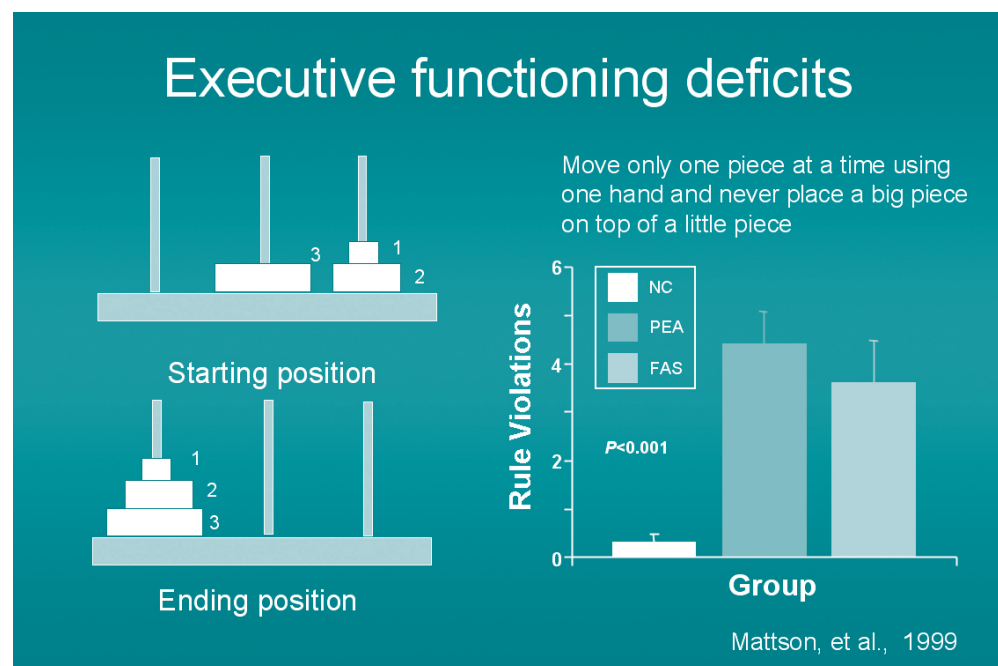 Executive functioning deficits
3
1
2
Starting position
1
2
3
Ending position
Move only one piece at a time using
one hand and never place a big piece
on top of a little piece
6
4
2
0
Rule Violations
NC
PEA
FAS
P<0.001
Group
Mattson, et al., 1999